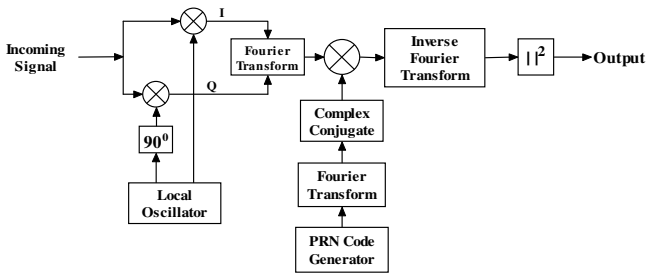 Incoming
Signal
I
Q
90⁰
Local
Oscillator
Fourier
Transform
Inverse
Fourier
Transform
| |²
Output
Complex
Conjugate
Fourier
Transform
PRN Code
Generator